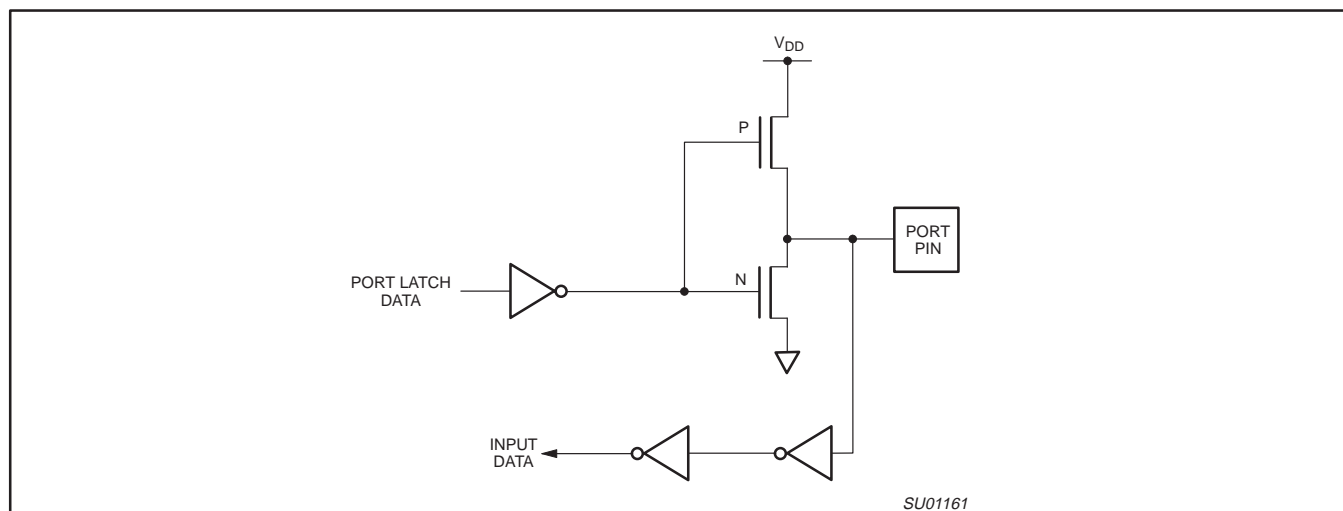 VDD
P
PORT
PIN
N
PORT LATCH
DATA
INPUT
DATA
SU01161